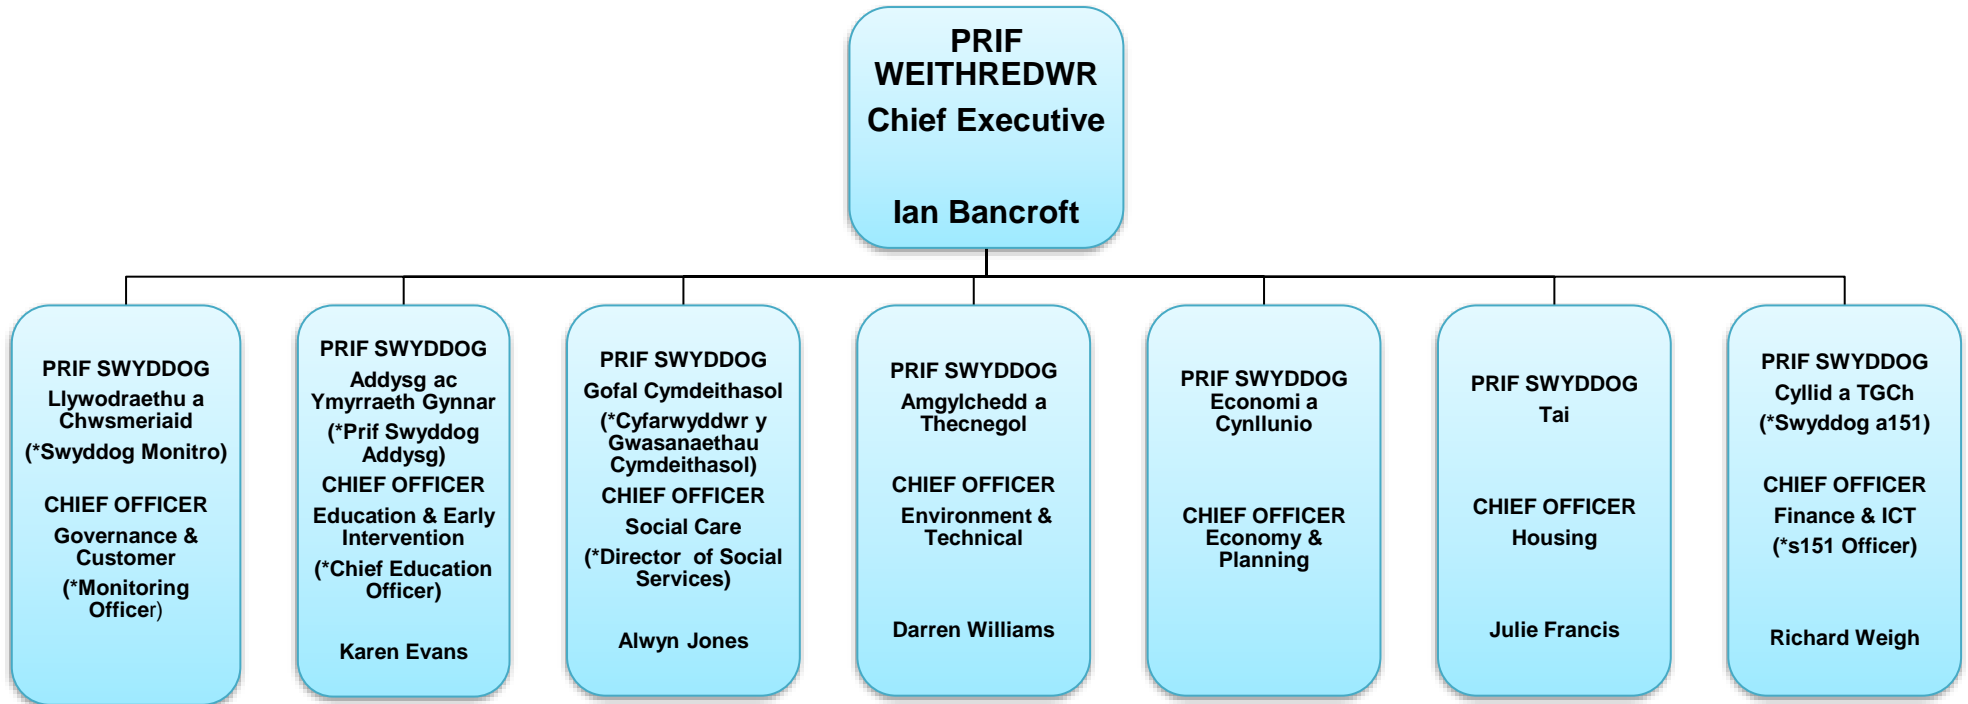 PRIF
WEITHREDWR
Chief Executive
Ian Bancroft
PRIF SWYDDOG
Llywodraethu a
Chwsmeriaid
(*Swyddog Monitro)
CHIEF OFFICER
Governance &
Customer
(*Monitoring
Officer)
PRIF SWYDDOG
Addysg ac
Ymyrraeth Gynnar
(*Prif Swyddog
Addysg)
CHIEF OFFICER
Education & Early
Intervention
(*Chief Education
Officer)
Karen Evans
PRIF SWYDDOG
Gofal Cymdeithasol
(*Cyfarwyddwr y
Gwasanaethau
Cymdeithasol)
CHIEF OFFICER
Social Care
(*Director of Social
Services)
Alwyn Jones
PRIF SWYDDOG
Amgylchedd a
Thecnegol
CHIEF OFFICER
Environment &
Technical
Darren Williams
PRIF SWYDDOG
Economi a
Cynllunio
CHIEF OFFICER
Economy &
Planning
PRIF SWYDDOG
Tai
CHIEF OFFICER
Housing
Julie Francis
PRIF SWYDDOG
Cyllid a TGCh
(*Swyddog a151)
CHIEF OFFICER
Finance & ICT
(*s151 Officer)
Richard Weigh